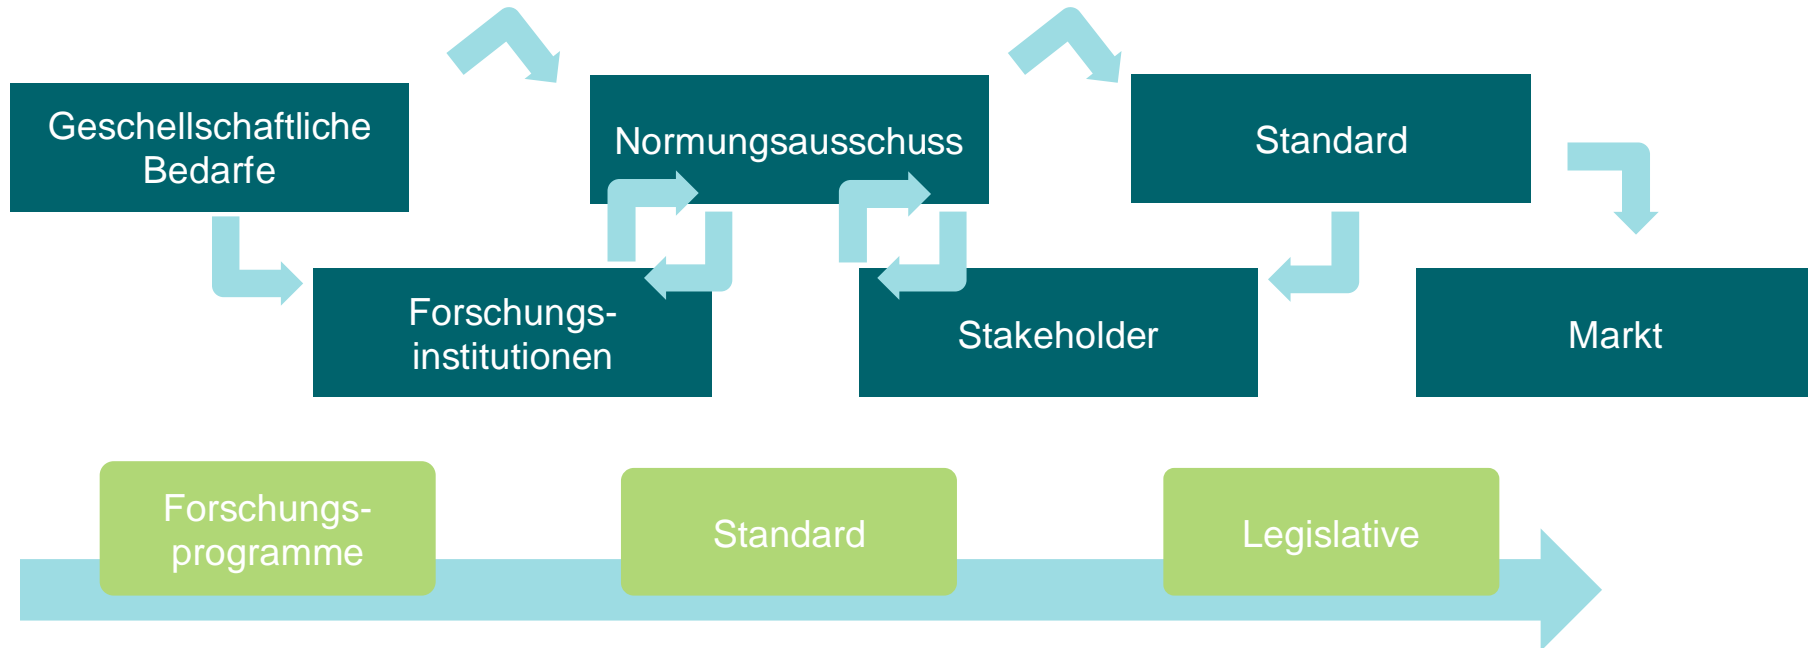 Geschellschaftliche
Bedarfe
Normungsausschuss
Standard
Forschungs-
institutionen
Stakeholder
Markt
Forschungs-
programme
Standard
Legislative